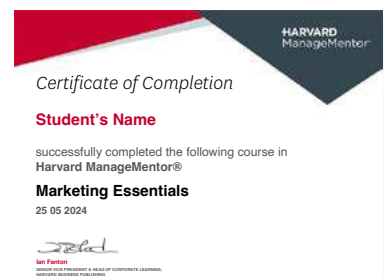 HARVARD
ManageMentor
Certificate of Completion
Student's Name
successfully completed the following course in
Harvard ManageMentor®
Marketing Essentials
25 05 2024
Ian Fanton
SENIOR VICE PRESIDENT & HEAD OF CORPORATE LEARNING,
HARVARD BUSINESS PUBLISHING